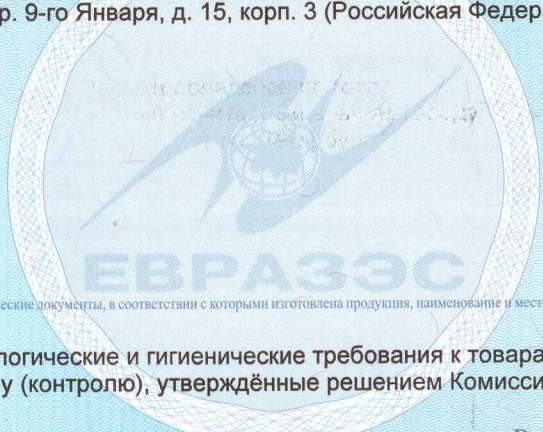 р. 9-го Января, д. 15, корп. 3 (Российская Федер
ЕВРАЗЭС
еские документы, в соответствии с которыми изготовлена продукция, наименование и мест
логические и гигиенические требования к товара
у (контролю), утверждённые решением Комисси